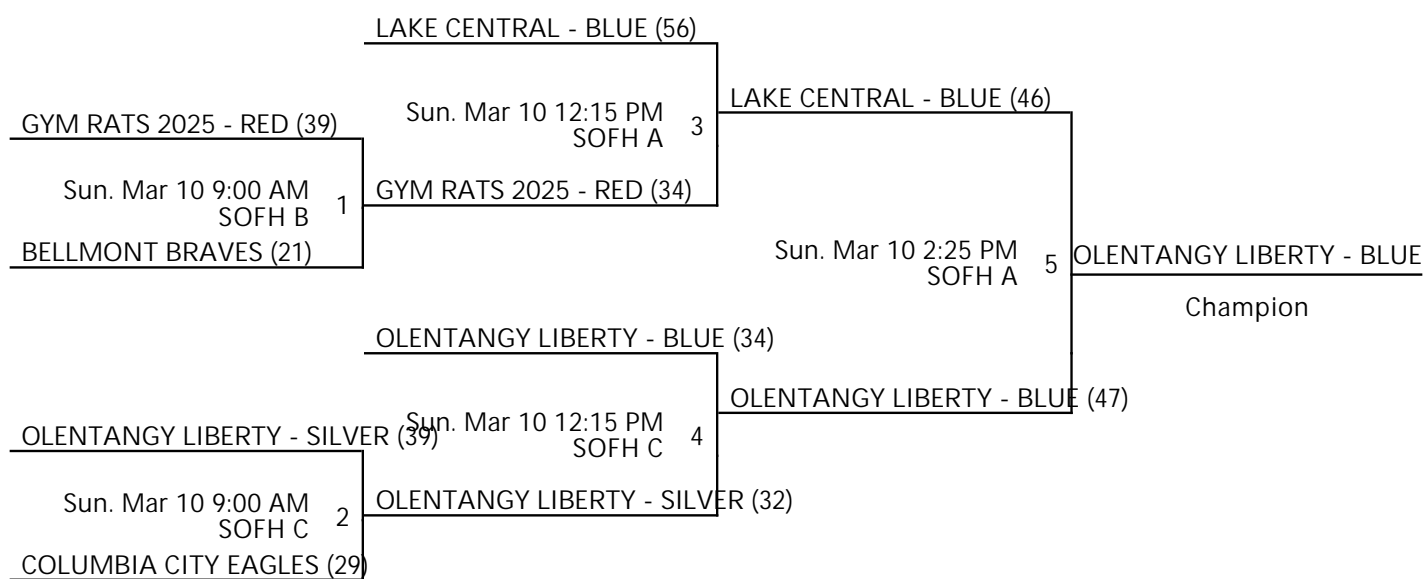 LAKE CENTRAL - BLUE (56)
Sun. Mar 10 12:15 PM
SOFH A
3
LAKE CENTRAL - BLUE (46)
GYM RATS 2025 - RED (39)
Sun. Mar 10 9:00 AM
SOFH B
1
GYM RATS 2025 - RED (34)
BELLMONT BRAVES (21)
Sun. Mar 10 2:25 PM
SOFH A
5
OLENTANGY LIBERTY - BLUE
Champion
OLENTANGY LIBERTY - BLUE (34)
Sun. Mar 10 12:15 PM
SOFH C
4
OLENTANGY LIBERTY - BLUE (47)
OLENTANGY LIBERTY - SILVER (39)
Sun. Mar 10 9:00 AM
SOFH C
2
OLENTANGY LIBERTY - SILVER (32)
COLUMBIA CITY EAGLES (29)